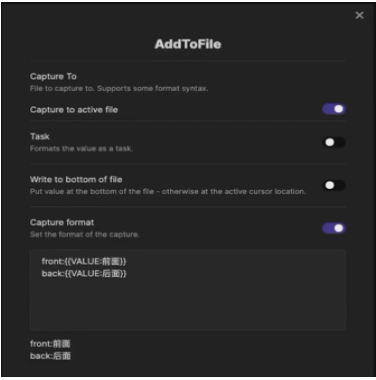 AddToFile
Capture To
File to capture to. Supports some format syntax.
Capture to active file
Task
Formats the value as a task.
Write to bottom of file
Put value at the bottom of the file - otherwise at the active cursor location.
Capture format
Set the format of the capture.
front:{{VALUE:前面}}
back:{{VALUE:后面}}
front:前面
back:后面